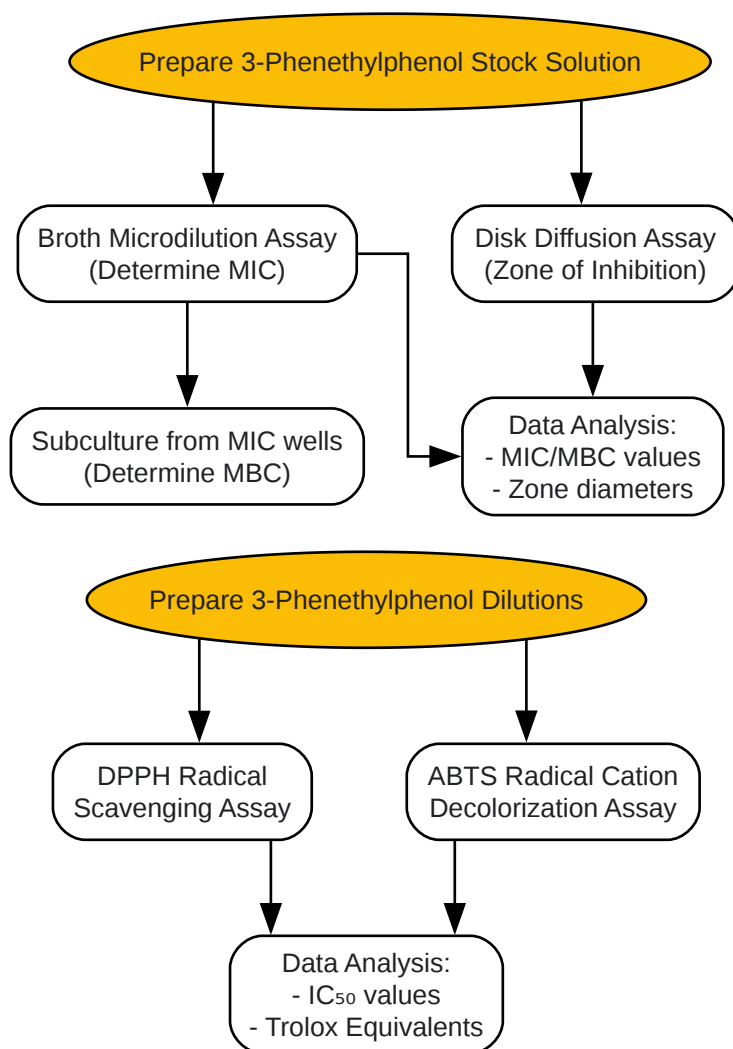 Prepare 3-Phenethylphenol Stock Solution
Broth Microdilution Assay
(Determine MIC)
Disk Diffusion Assay
(Zone of Inhibition)
Subculture from MIC wells
(Determine MBC)
Data Analysis:
- MIC/MBC values
- Zone diameters
Prepare 3-Phenethylphenol Dilutions
DPPH Radical
Scavenging Assay
ABTS Radical Cation
Decolorization Assay
Data Analysis:
- IC₅₀ values
- Trolox Equivalents